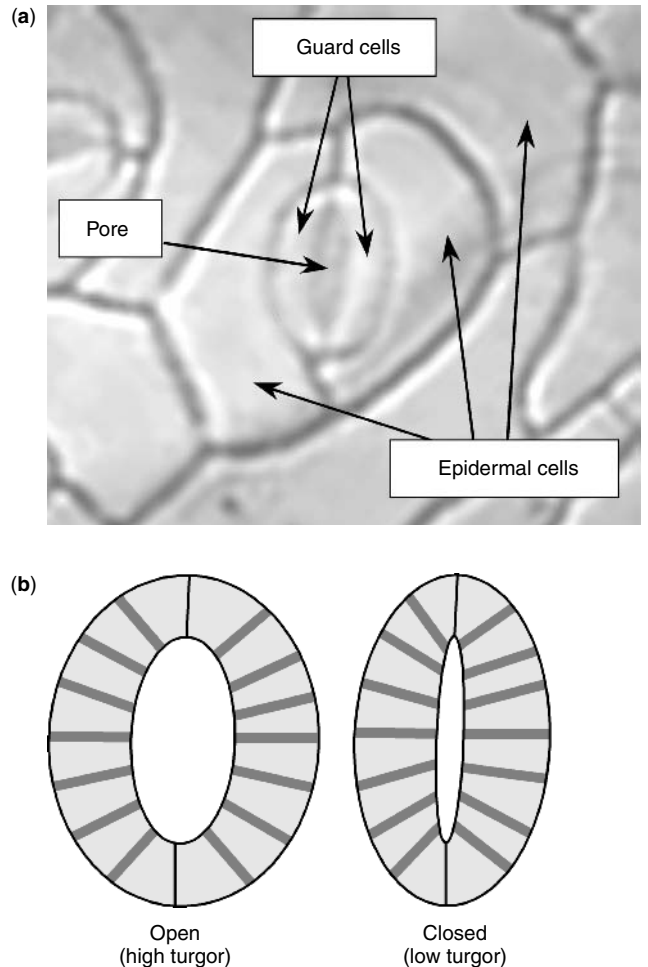 (a)
Guard cells
Pore
Epidermal cells
(b)
Open
(high turgor)
Closed
(low turgor)